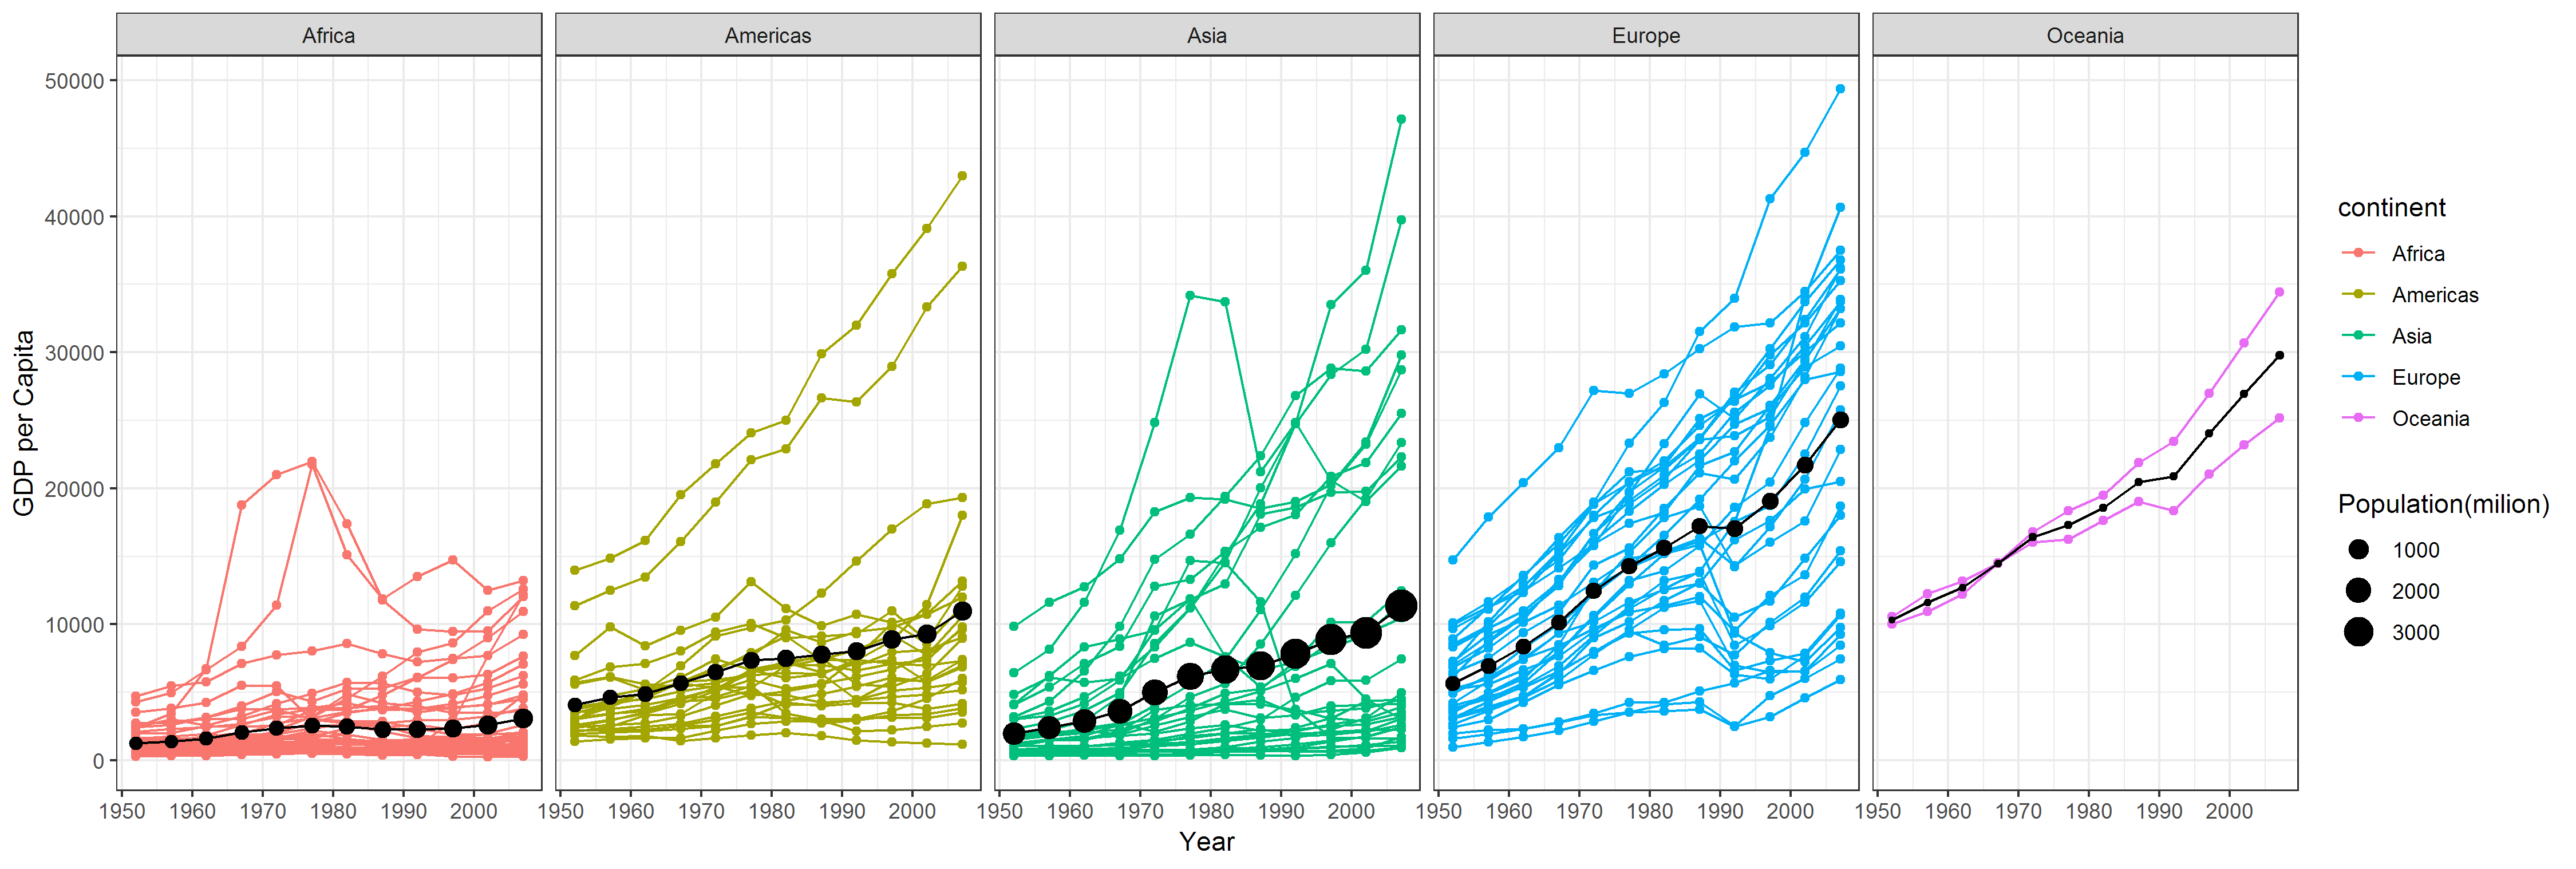 Africa Americas Asia Europe Oceania
50000
40000
30000
20000
10000
0
GDP per Capita
1950 1960 1970 1980 1990 2000 1950 1960 1970 1980 1990 2000 1950 1960 1970 1980 1990 2000 1950 1960 1970 1980 1990 2000 1950 1960 1970 1980 1990 2000
Year
continent
Africa
Americas
Asia
Europe
Oceania
Population(milion)
1000
2000
3000